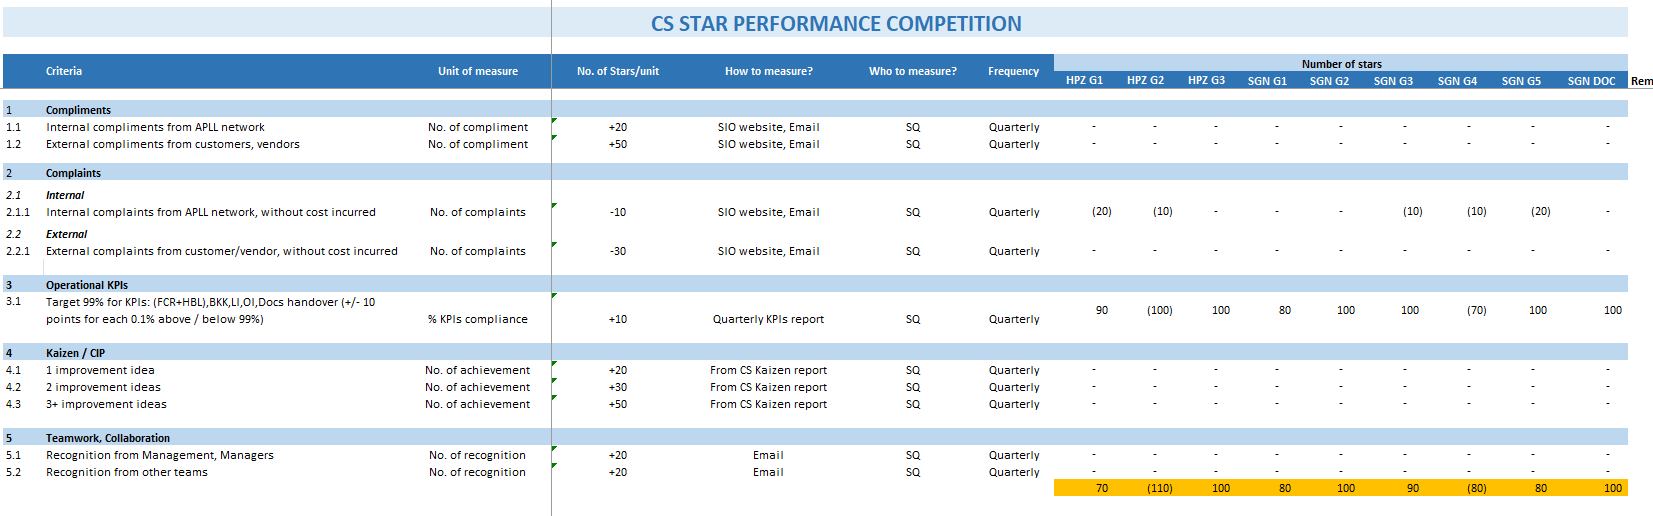 CS STAR PERFORMANCE COMPETITION
Number of stars
Criteria Unit of measure No. of Stars/unit How to measure? Who to measure? Frequency HPZ G1 HPZ G2 HPZ G3 SGN G1 SGN G2 SGN G3 SGN G4 SGN G5 SGN DOC Rem
1 Compliments
1.1 Internal compliments from APLL network No. of compliment +20 SIO website, Email SQ Quarterly - - - - - - - - -
1.2 External compliments from customers, vendors No. of compliment +50 SIO website, Email SQ Quarterly - - - - - - - - -
2 Complaints
2.1 Internal
2.1.1 Internal complaints from APLL network, without cost incurred No. of complaints -10 SIO website, Email SQ Quarterly (20) (10) - - - (10) (10) (20) -
2.2 External
2.2.1 External complaints from customer/vendor, without cost incurred No. of complaints -30 SIO website, Email SQ Quarterly - - - - - - - - -
3 Operational KPIs
3.1 Target 99% for KPIs: (FCR+HBL),BKK,LI,OI,Docs handover (+/- 10
points for each 0.1% above / below 99%) % KPIs compliance +10 Quarterly KPIs report SQ Quarterly 90 (100) 100 80 100 100 (70) 100 100
4 Kaizen / CIP
4.1 1 improvement idea No. of achievement +20 From CS Kaizen report SQ Quarterly - - - - - - - - -
4.2 2 improvement ideas No. of achievement +30 From CS Kaizen report SQ Quarterly - - - - - - - - -
4.3 3+ improvement ideas No. of achievement +50 From CS Kaizen report SQ Quarterly - - - - - - - - -
5 Teamwork, Collaboration
5.1 Recognition from Management, Managers No. of recognition +20 Email SQ Quarterly - - - - - - - - -
5.2 Recognition from other teams No. of recognition +20 Email SQ Quarterly - - - - - - - - -
70 (110) 100 80 100 90 (80) 80 100